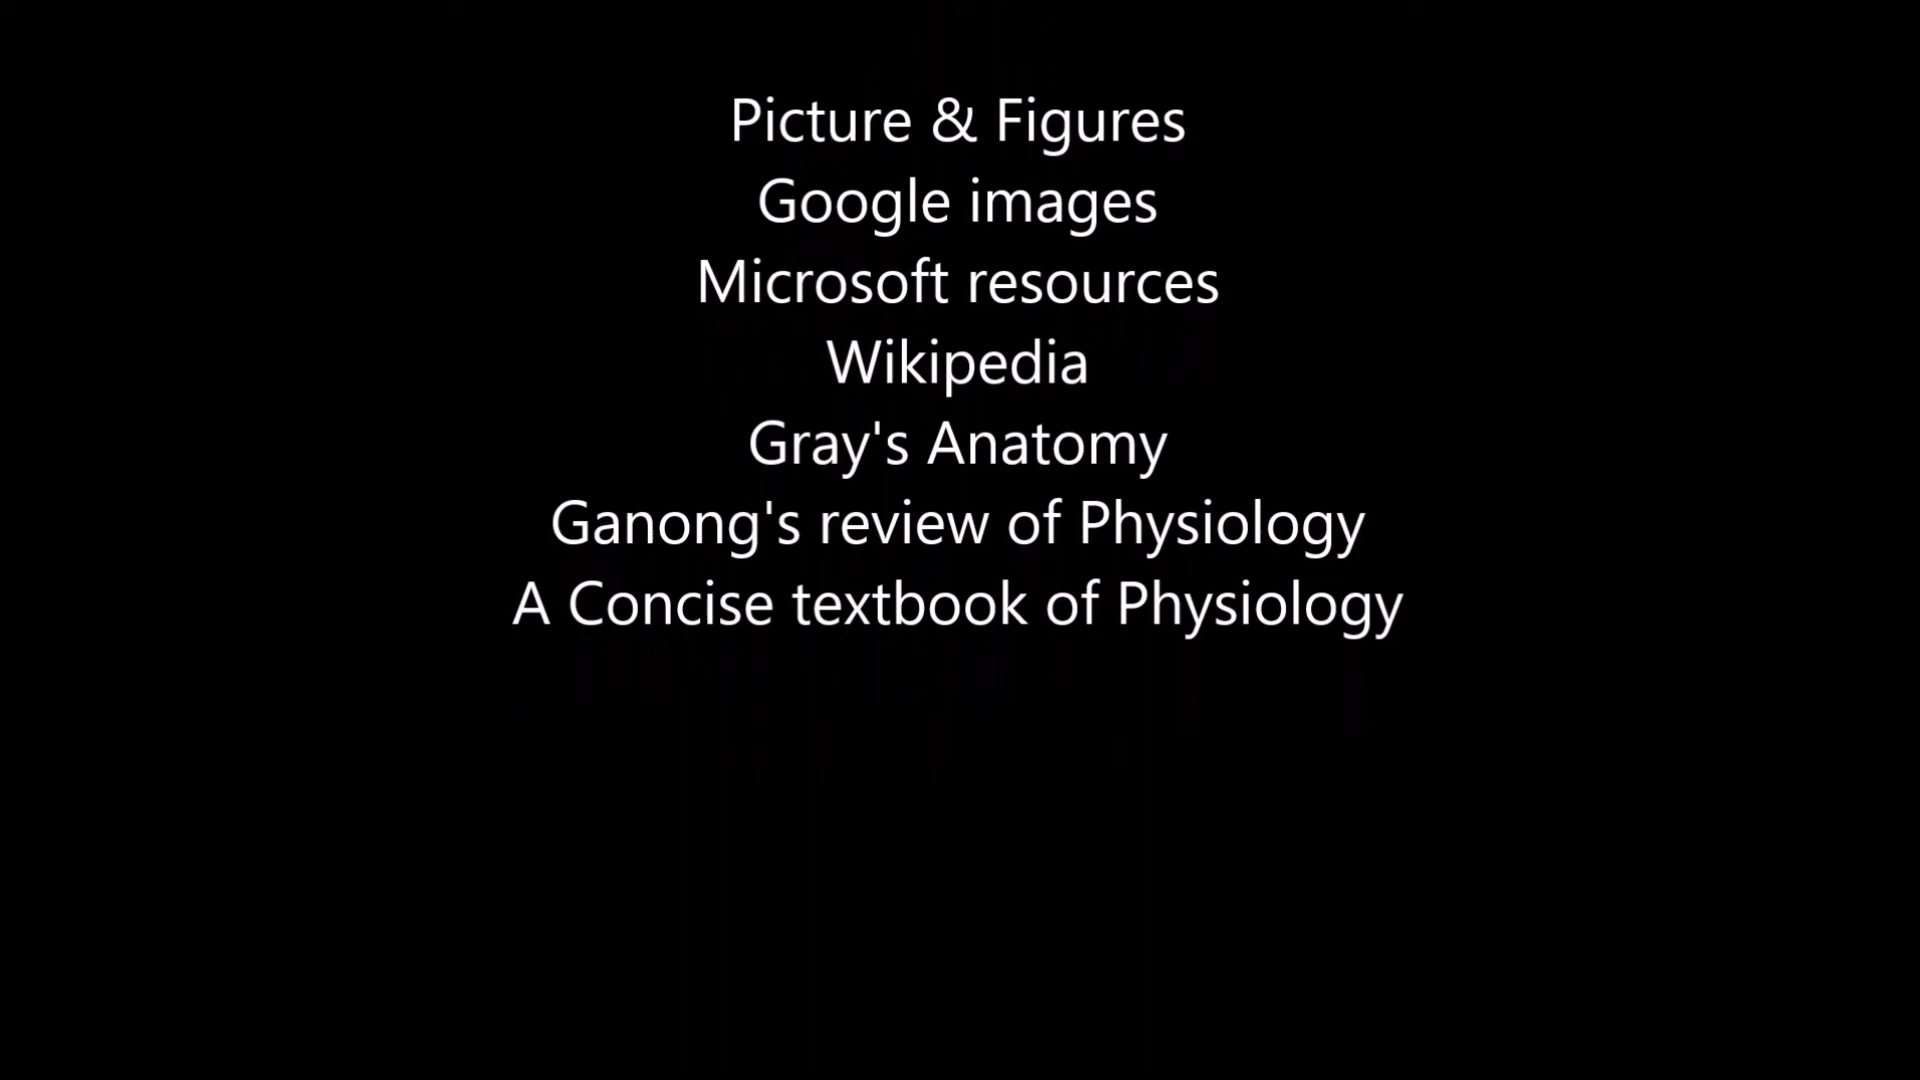 Picture & Figures
Google images
Microsoft resources
Wikipedia
Gray's Anatomy
Ganong's review of Physiology
A Concise textbook of Physiology